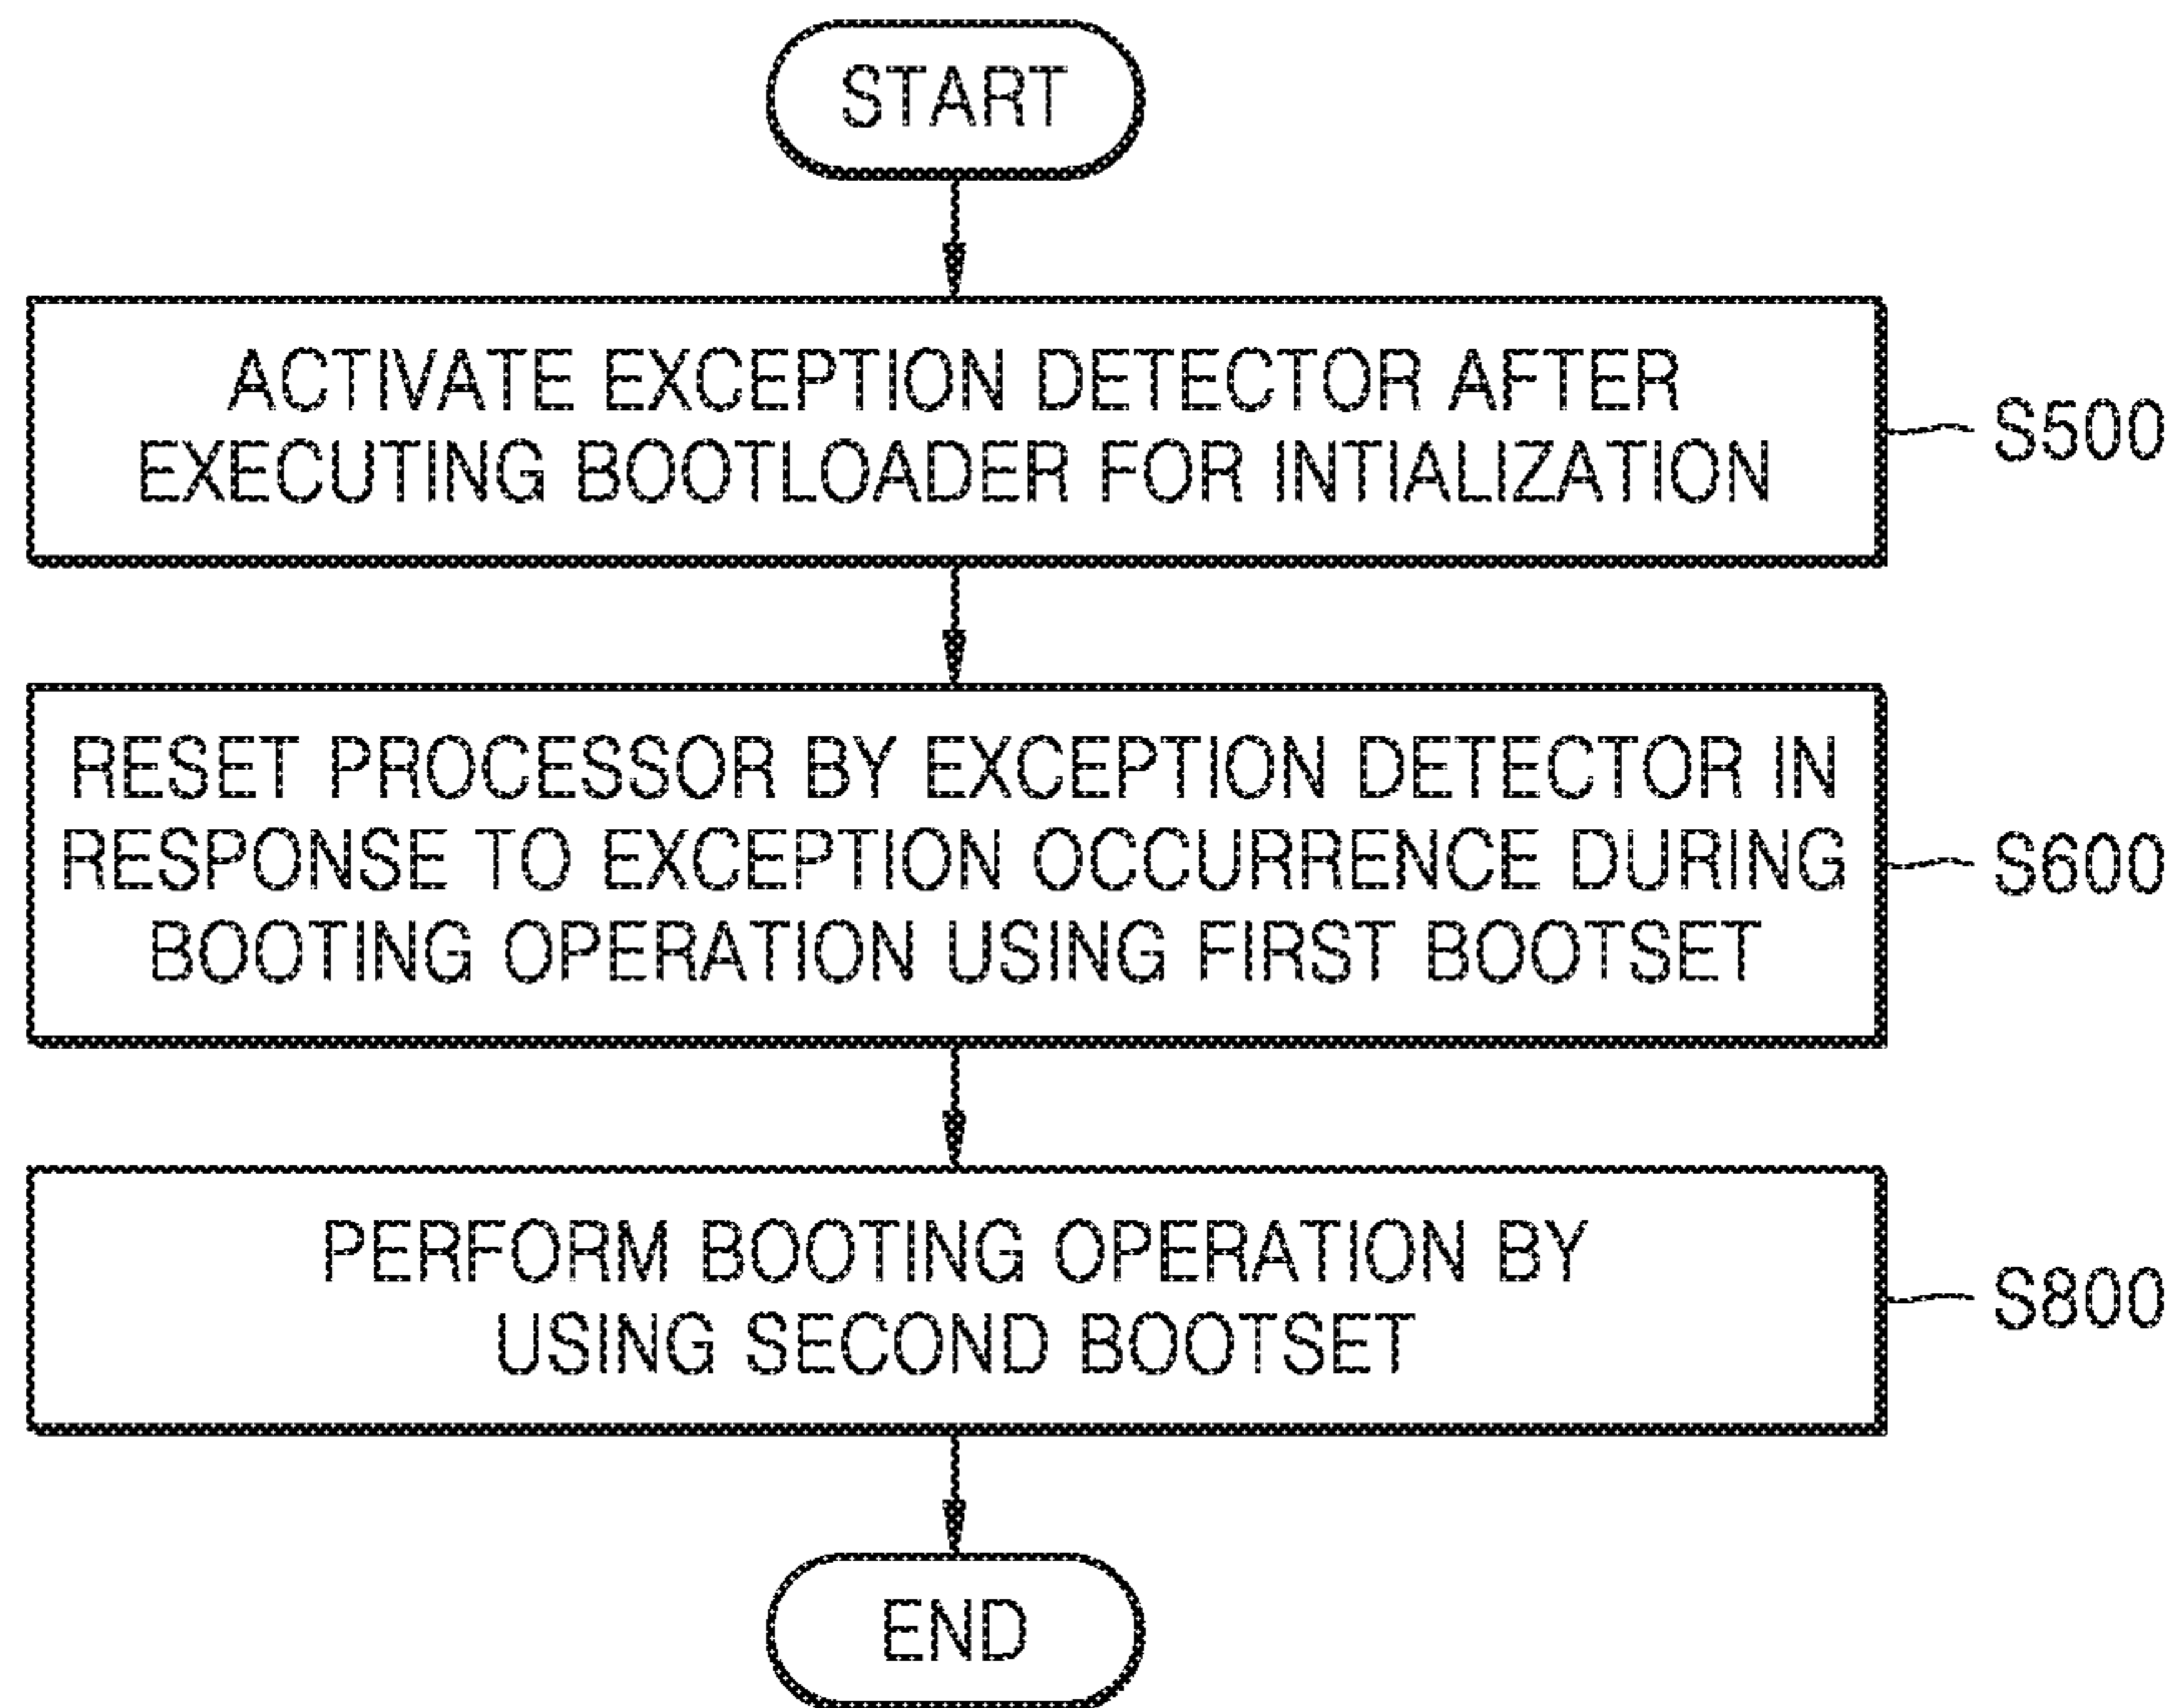 START
ACTIVATE EXCEPTION DETECTOR AFTER
EXECUTING BOOTLOADER FOR INTIALIZATION
S500
RESET PROCESSOR BY EXCEPTION DETECTOR IN
RESPONSE TO EXCEPTION OCCURRENCE DURING
BOOTING OPERATION USING FIRST BOOTSET
S600
PERFORM BOOTING OPERATION BY
USING SECOND BOOTSET
S800
END